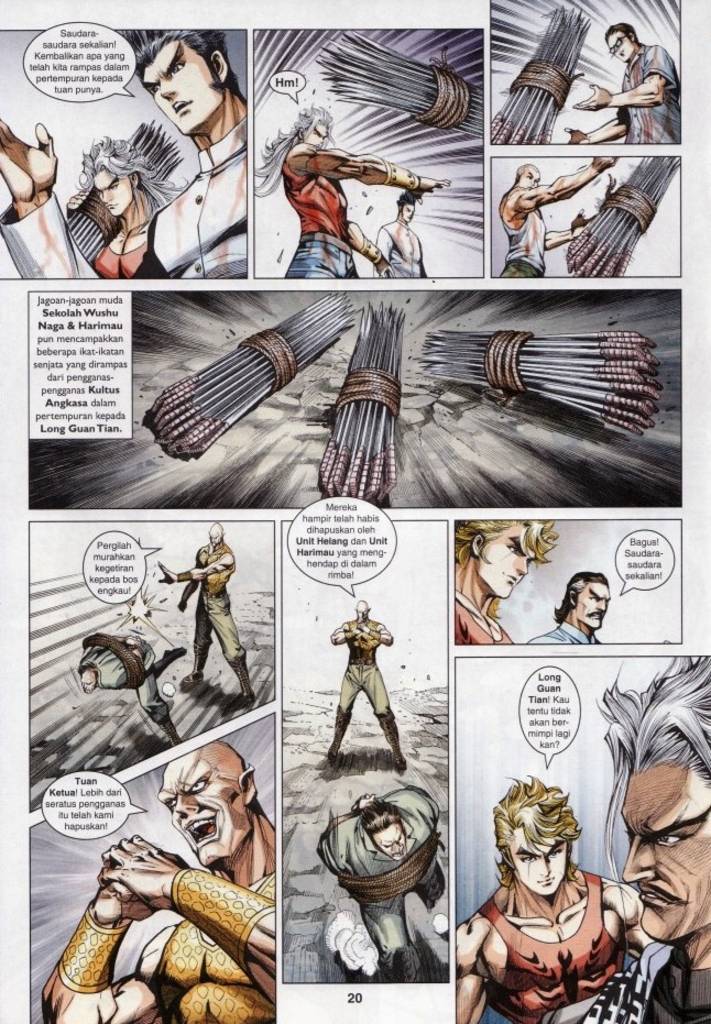 Saudara-
saudara sekalian!
Kembalikan apa yang
telah kita rampas dalam
pertempuran kepada
tuan punya.
Hm!
Jagoan-jagoan muda
Sekolah Wushu
Naga & Harimau
pun mencampakkan
beberapa ikat-ikatan
senjata yang dirampas
dari pengganas-
pengganas Kultus
Angkasa dalam
pertempuran kepada
Long Guan Tian.
Pergilah
murahkan
kegetiran
kepada bos
engkau!
Mereka
hampir telah habis
dihapuskan oleh
Unit Helang dan Unit
Harimau yang meng-
hendap di dalam
rimba!
Bagus!
Saudara-
saudara
sekalian!
Tuan
Ketua! Lebih dari
seratus pengganas
itu telah kami
hapuskan!
Long
Guan
Tian! Kau
tentu tidak
akan ber-
mimpi lagi
kan?
20